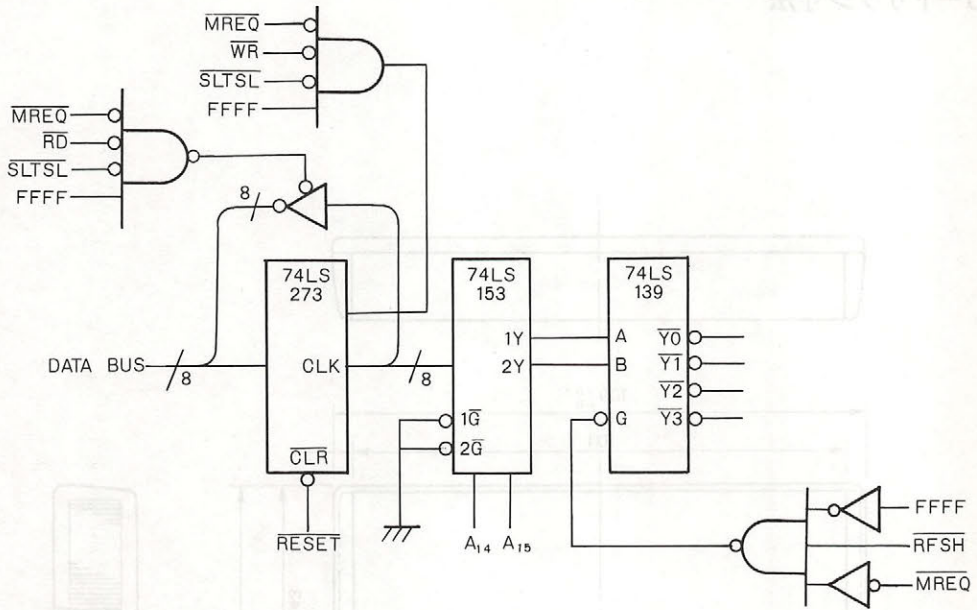 MREQ
WR
SLTSL
FFFF
MREQ
RD
SLTSL
FFFF
8
74LS
273
CLK
CLR
RESET
DATA BUS
8
8
74LS
153
1Y
2Y
1G
2G
A14 A15
74LS
139
A
B
G
Y0
Y1
Y2
Y3
FFFF
RFSH
MREQ